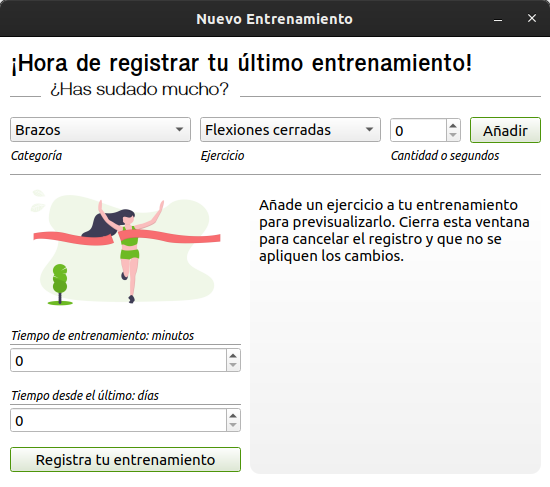 Nuevo Entrenamiento
¡Hora de registrar tu último entrenamiento!
¿Has sudado mucho?
Brazos
Flexiones cerradas
0
Añadir
Categoría
Ejercicio
Cantidad o segundos
Añade un ejercicio a tu entrenamiento
para previsualizarlo. Cierra esta ventana
para cancelar el registro y que no se
apliquen los cambios.
Tiempo de entrenamiento: minutos
0
Tiempo desde el último: días
0
Registra tu entrenamiento